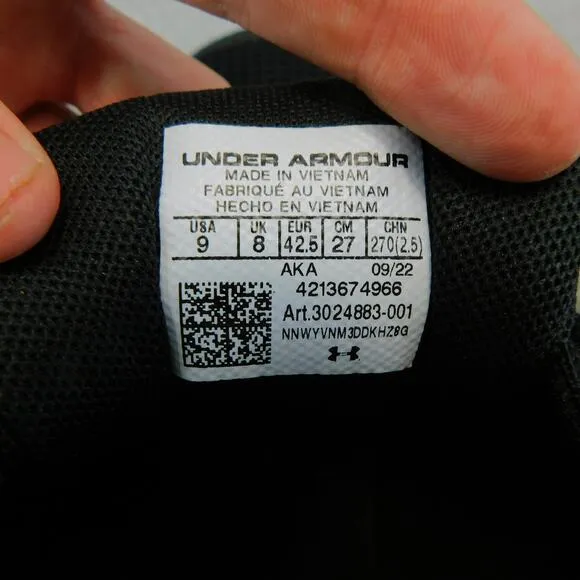 UNDER ARMOUR
MADE IN VIETNAM
FABRIQUÉ AU VIETNAM
HECHO EN VIETNAM
USA UK EUR CM CHN
9 8 42.5 27 270(2.5)
AKA 09/22
4213674966
Art.3024883-001
NNWYVNM3DDKHZ8G